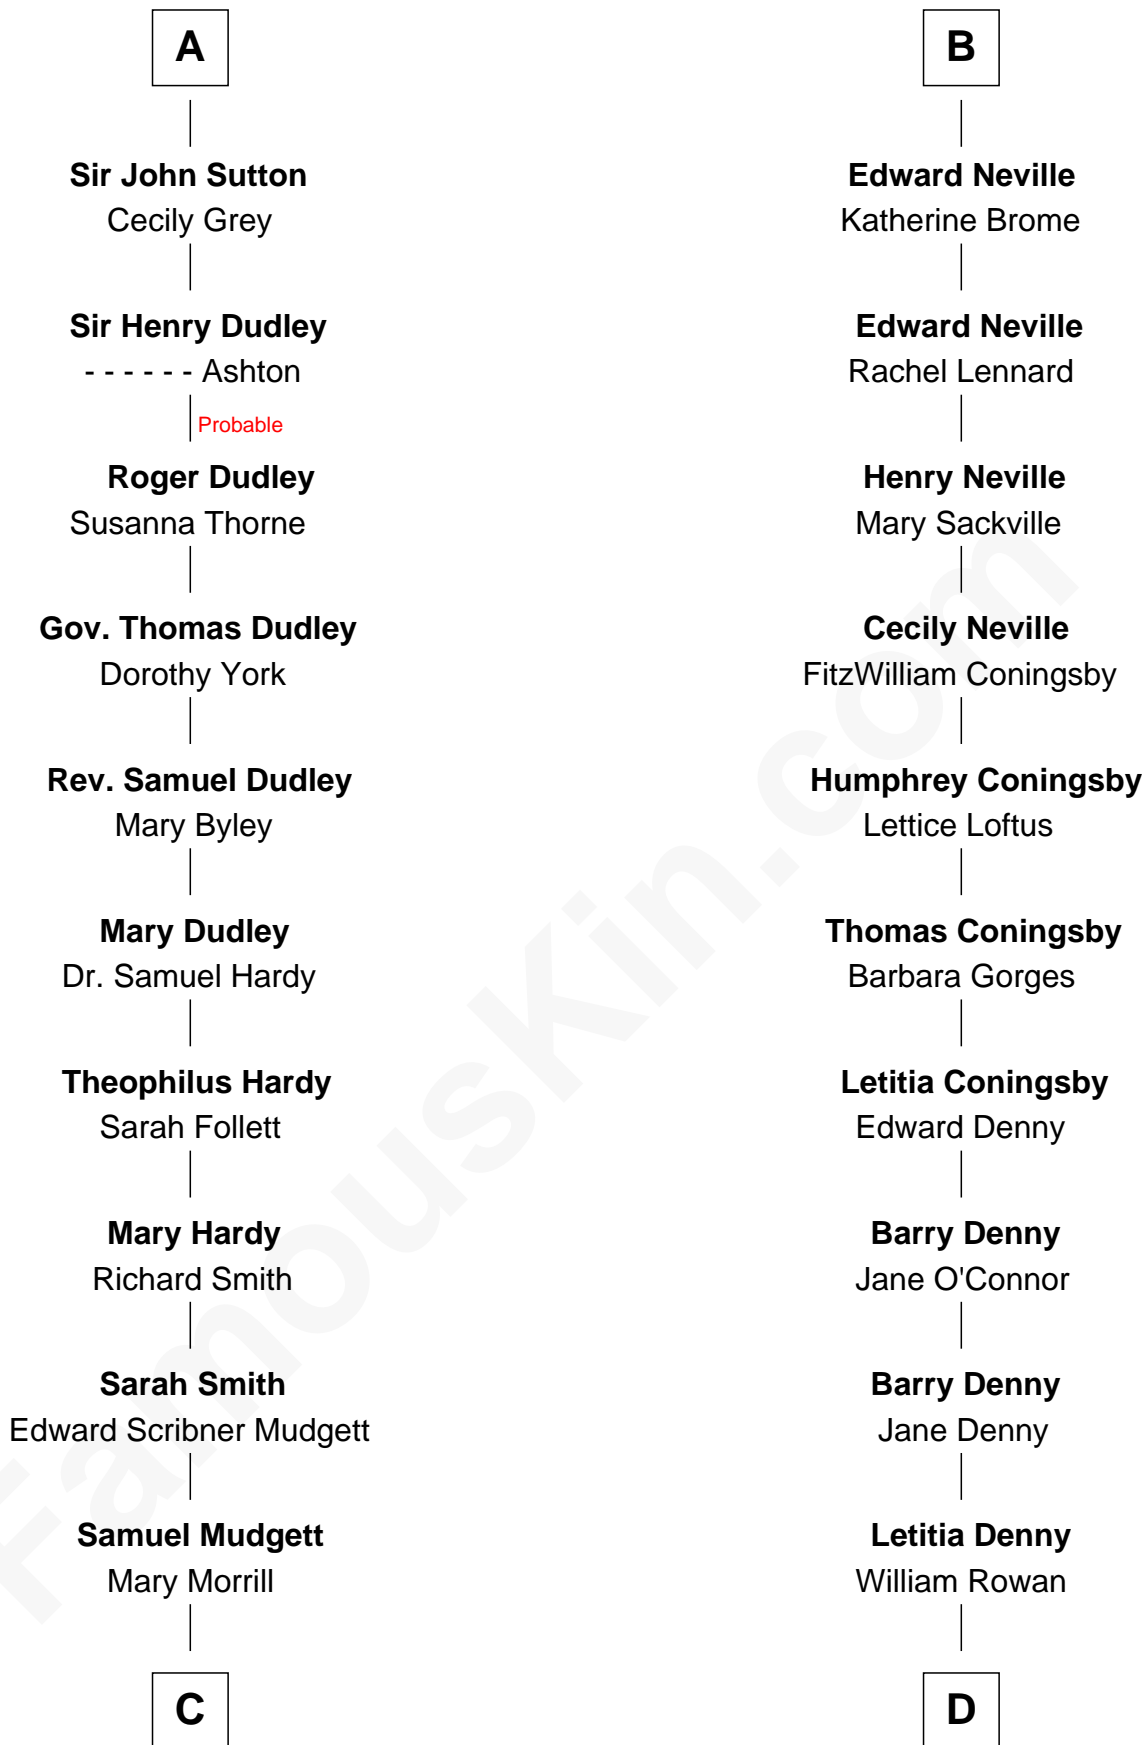 A
Sir John Sutton
Cecily Grey
Sir Henry Dudley
- - - - - - Ashton
Probable
Roger Dudley
Susanna Thorne
Gov. Thomas Dudley
Dorothy York
Rev. Samuel Dudley
Mary Byley
Mary Dudley
Dr. Samuel Hardy
Theophilus Hardy
Sarah Follett
Mary Hardy
Richard Smith
Sarah Smith
Edward Scribner Mudgett
Samuel Mudgett
Mary Morrill
C
B
Edward Neville
Katherine Brome
Edward Neville
Rachel Lennard
Henry Neville
Mary Sackville
Cecily Neville
FitzWilliam Coningsby
Humphrey Coningsby
Lettice Loftus
Thomas Coningsby
Barbara Gorges
Letitia Coningsby
Edward Denny
Barry Denny
Jane O'Connor
Barry Denny
Jane Denny
Letitia Denny
William Rowan
D
FamousKin.com